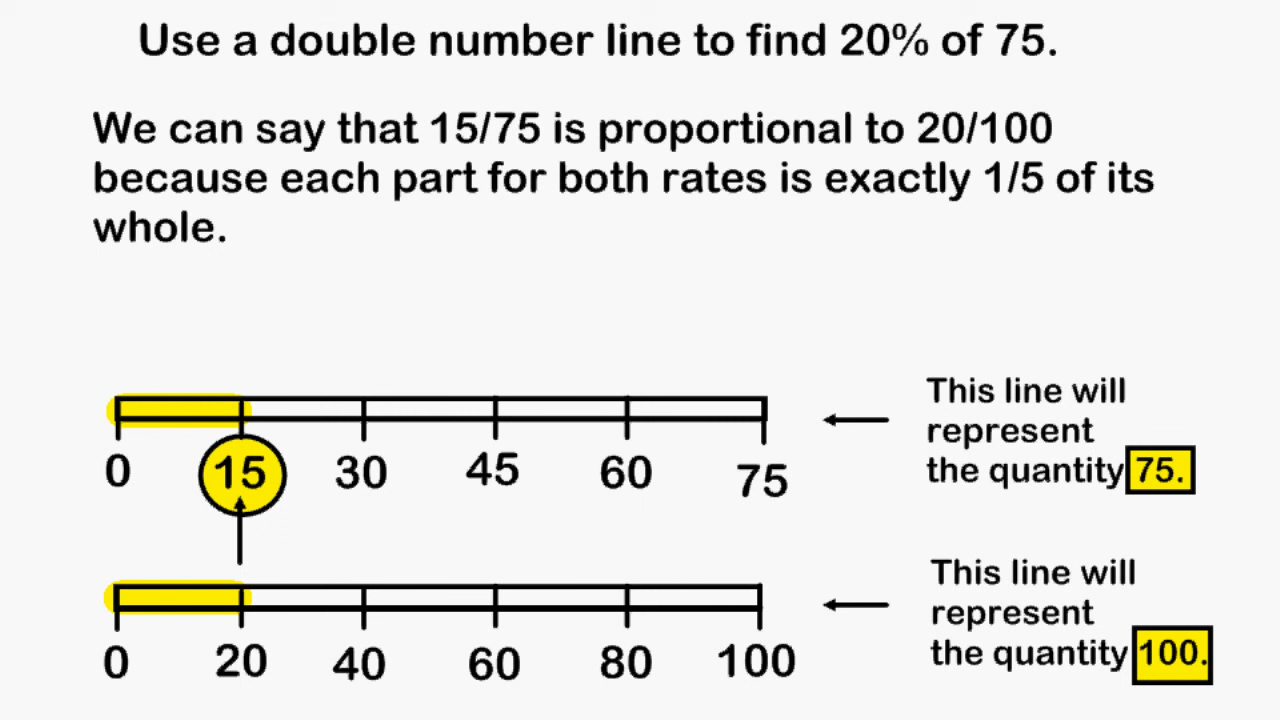 Use a double number line to find 20% of 75.
We can say that 15/75 is proportional to 20/100
because each part for both rates is exactly 1/5 of its
whole.
This line will
represent
the quantity 75.
0 15 30 45 60 75
This line will
represent
the quantity 100.
0 20 40 60 80 100